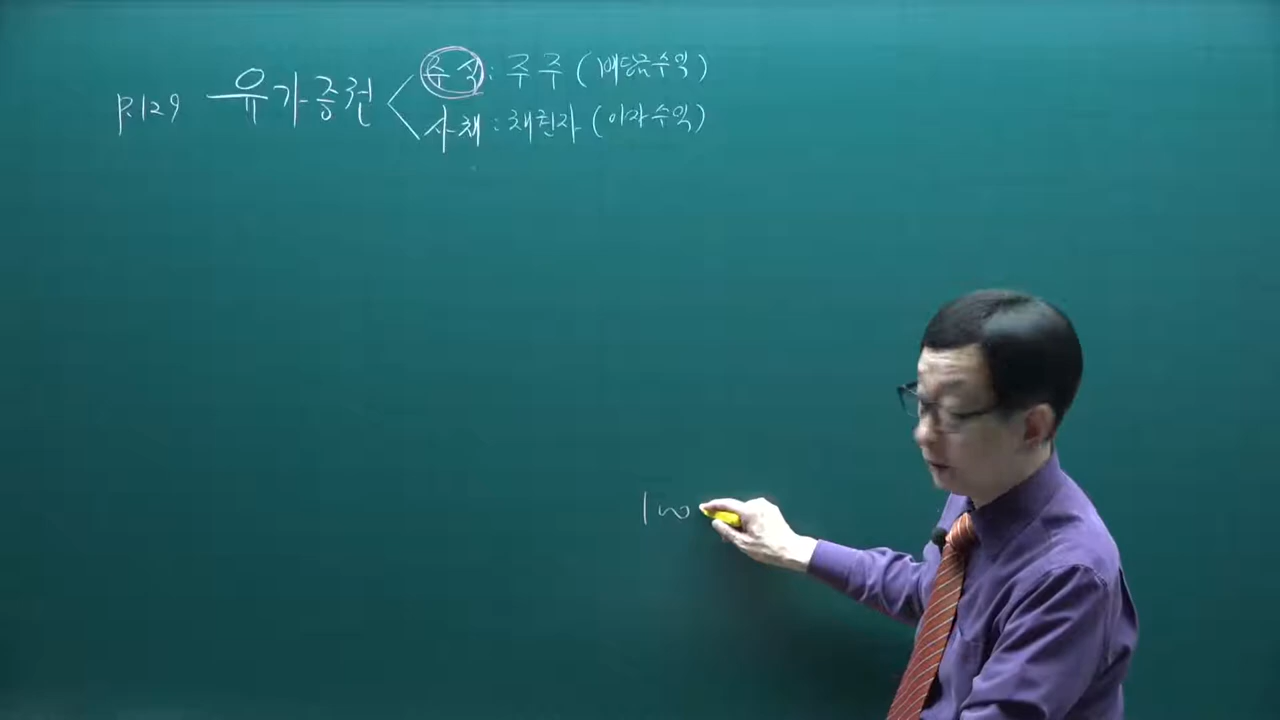 p.129 유가증권 < 주식 : 주주 (배당금수익)
사채 : 채권자 (이자수익)
100